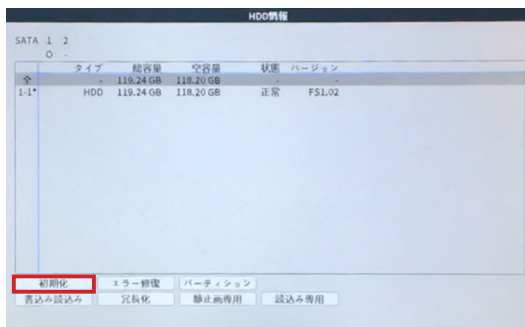 HDD情報
SATA 1 2
O -
タイプ 総容量 空容量 状態 バージョン
全 - 119.24 GB 118.20 GB - -
1-1* HDD 119.24 GB 118.20 GB 正常 FS1.02
初期化 エラー修復 パーティション
書込み読込み 冗長化 静止画専用 読込み専用